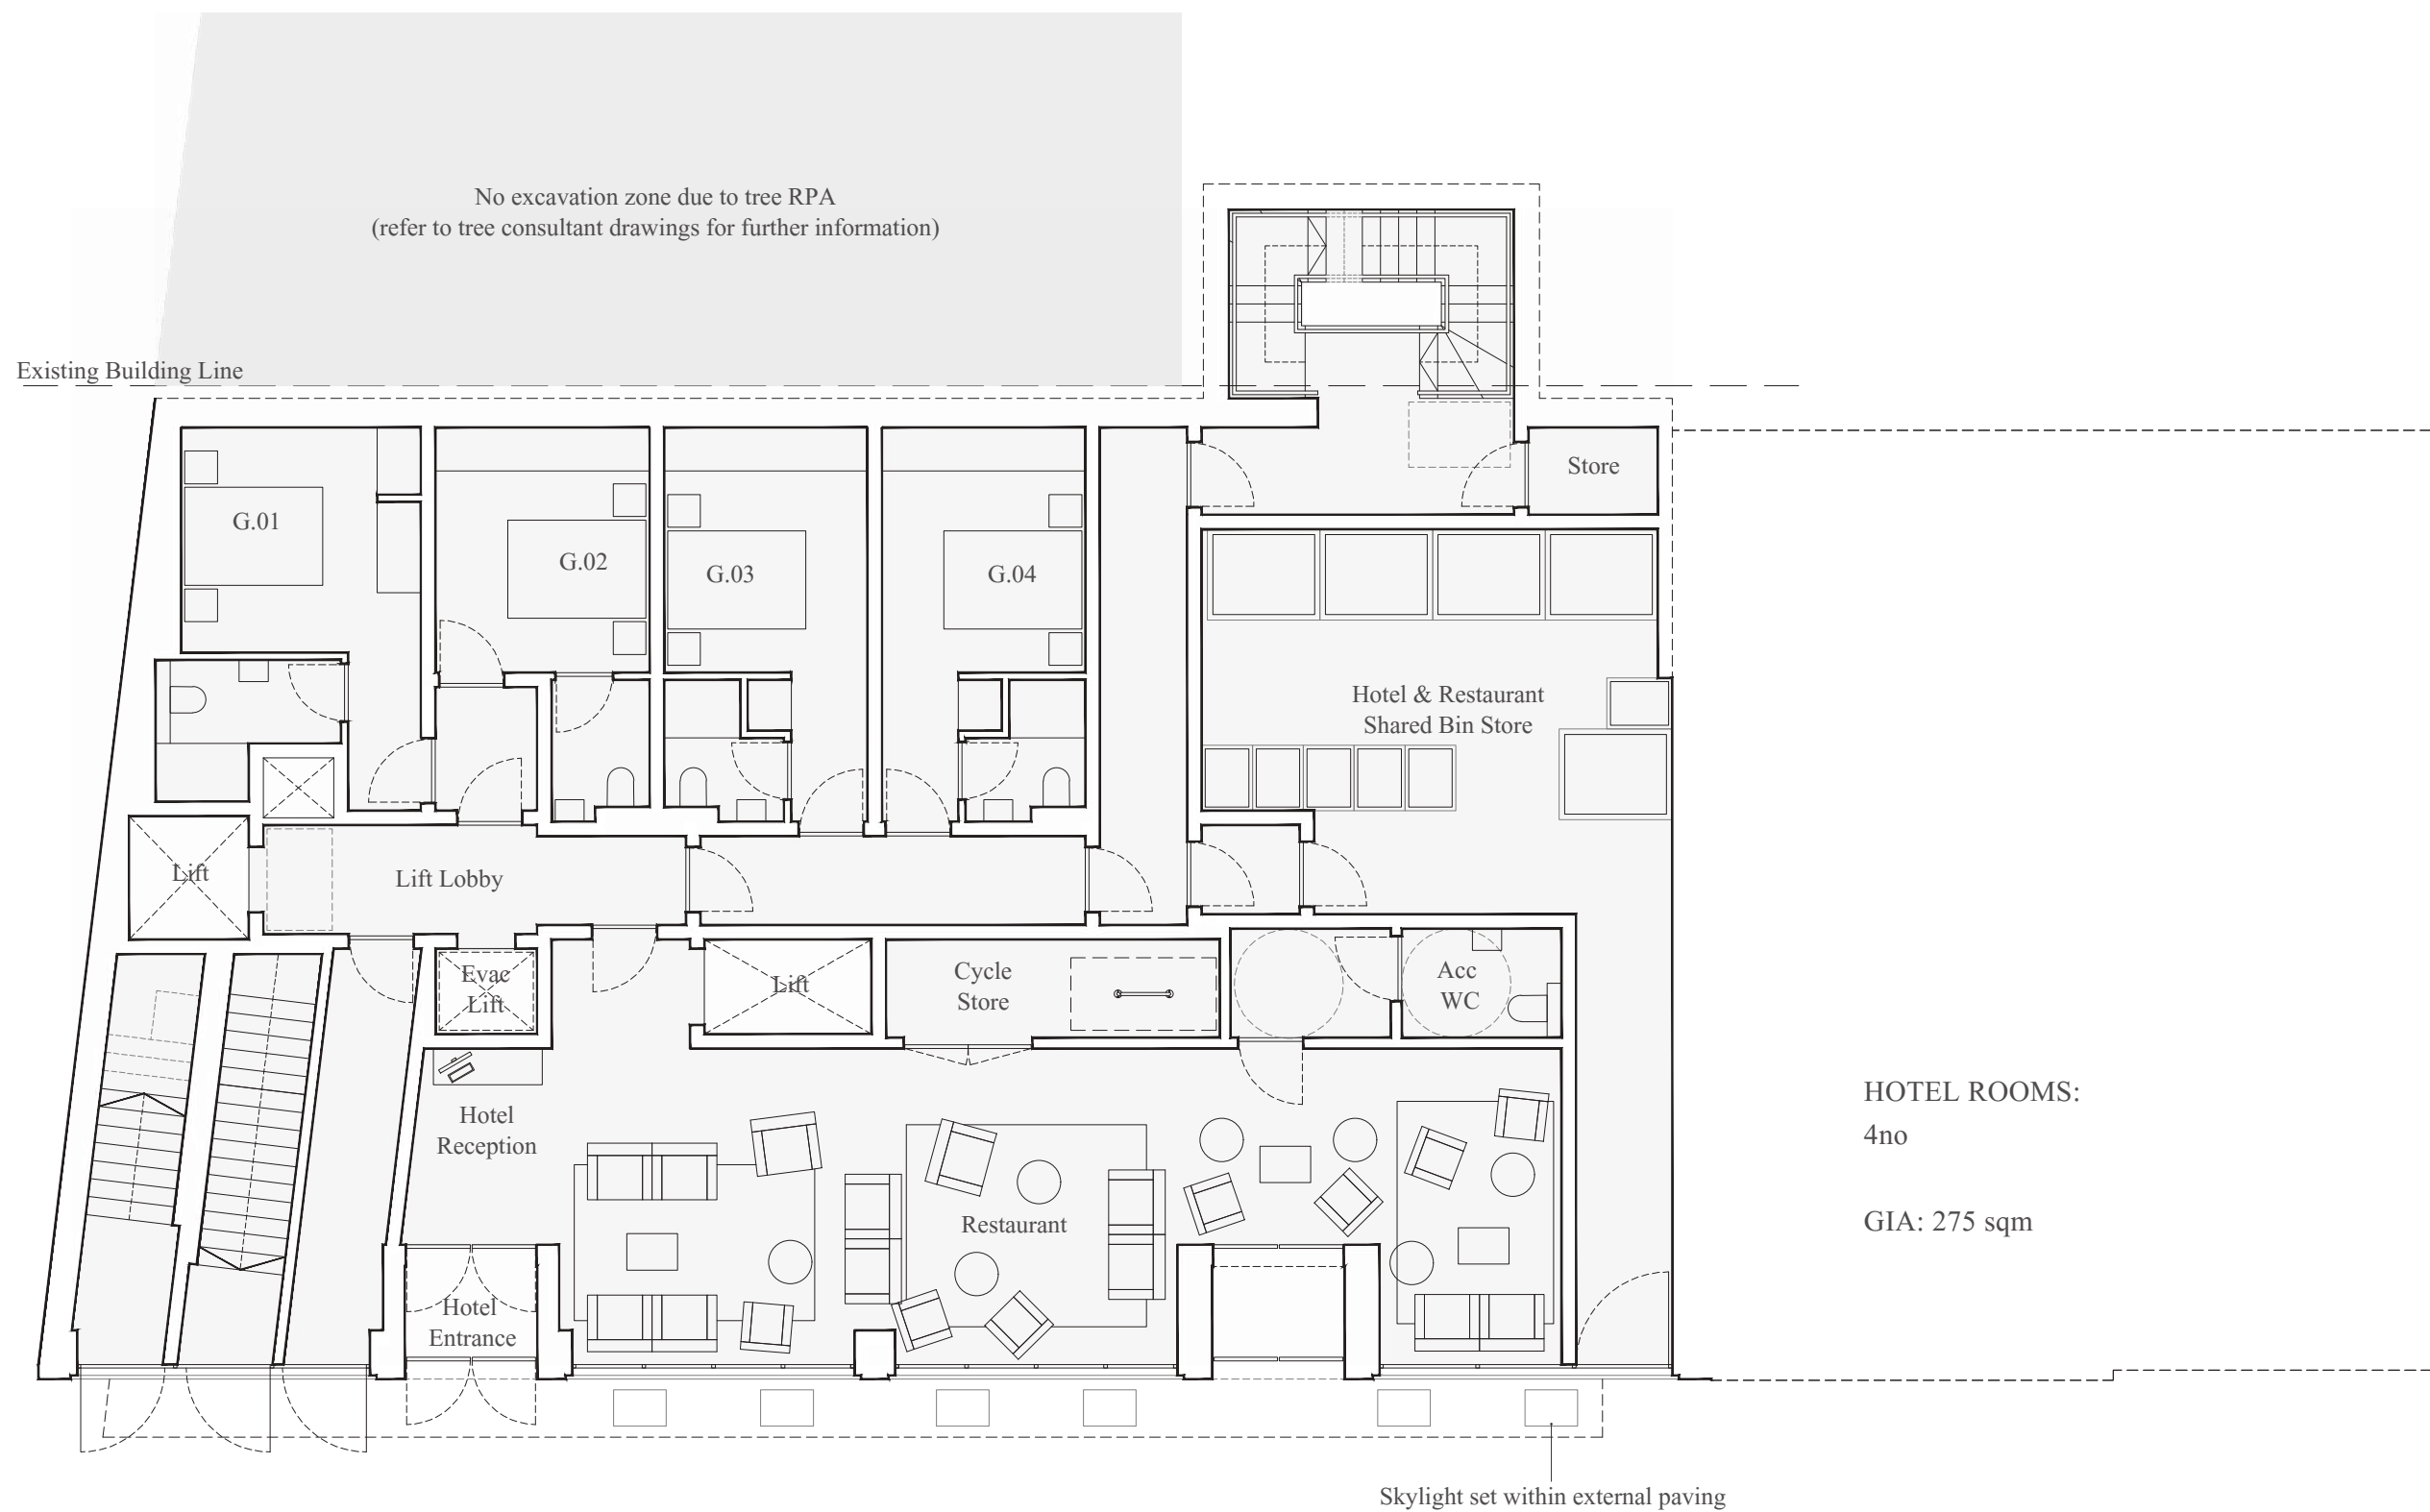 No excavation zone due to tree RPA
(refer to tree consultant drawings for further information)
Existing Building Line
Store
G.01
G.02
G.03
G.04
Hotel & Restaurant
Shared Bin Store
Lift
Lift Lobby
Evac
Lift
Lift
Cycle
Store
Acc
WC
Hotel
Reception
Restaurant
Hotel
Entrance
HOTEL ROOMS:
4no
GIA: 275 sqm
Skylight set within external paving